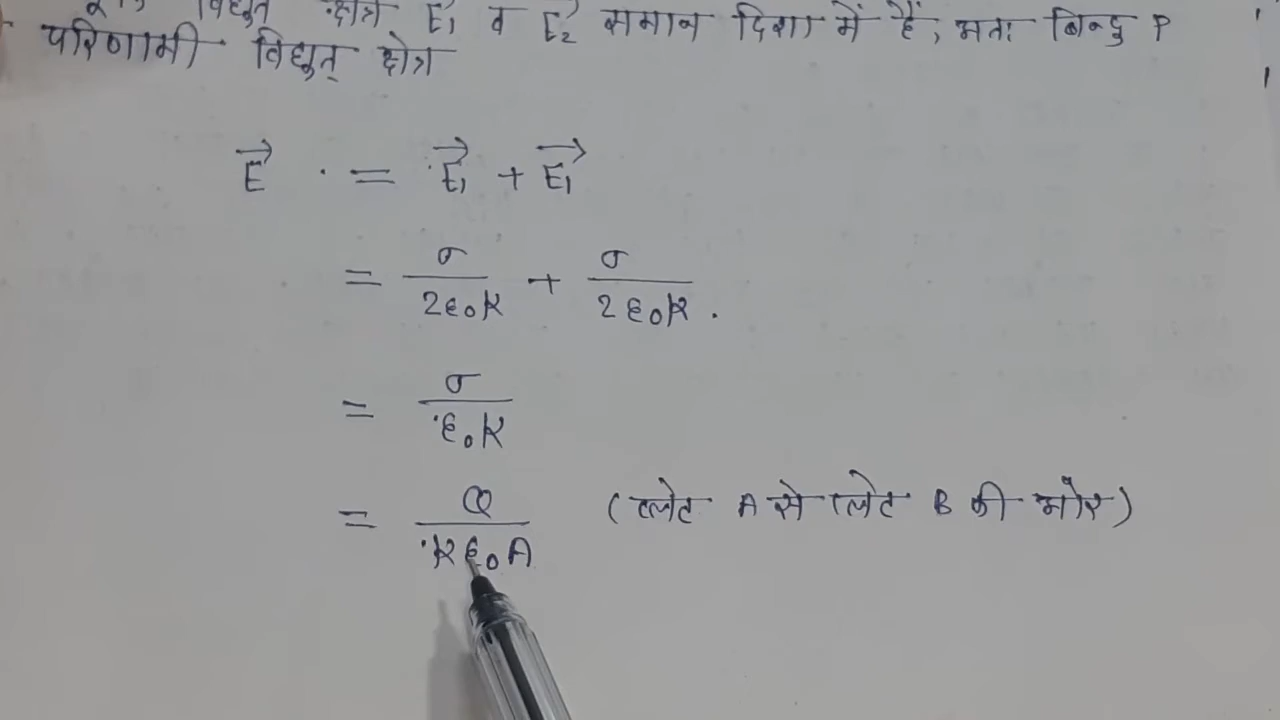 विद्युत क्षेत्र E₁ व E₂ समान दिशा में हैं, अतः बिन्दु P
परिणामी विद्युत् क्षेत्र
E⃗ = E⃗₁ + E⃗₁
= σ/2ε₀K + σ/2ε₀K .
= σ/ε₀K
= Q/Kε₀A (प्लेट A से प्लेट B की ओर)